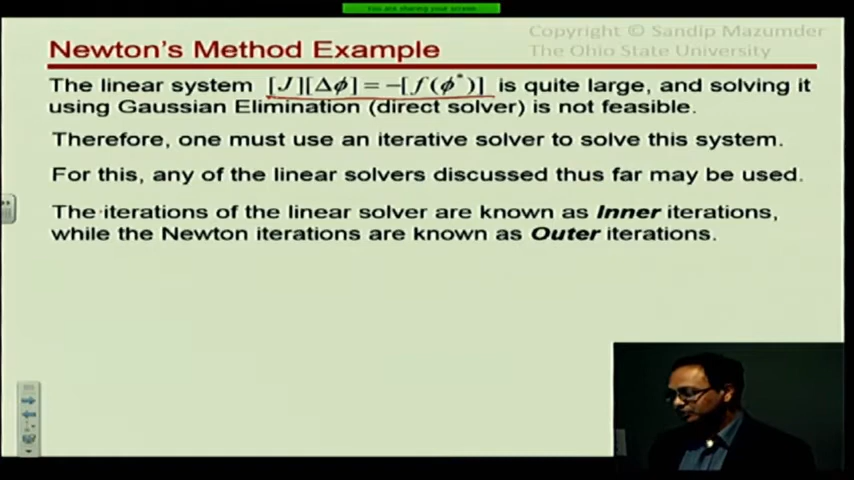 You are sharing your screen
Copyright © Sandip Mazumder
The Ohio State University
Newton's Method Example
The linear system [J][Δϕ] = −[f(ϕ*)] is quite large, and solving it
using Gaussian Elimination (direct solver) is not feasible.
Therefore, one must use an iterative solver to solve this system.
For this, any of the linear solvers discussed thus far may be used.
The iterations of the linear solver are known as Inner iterations,
while the Newton iterations are known as Outer iterations.